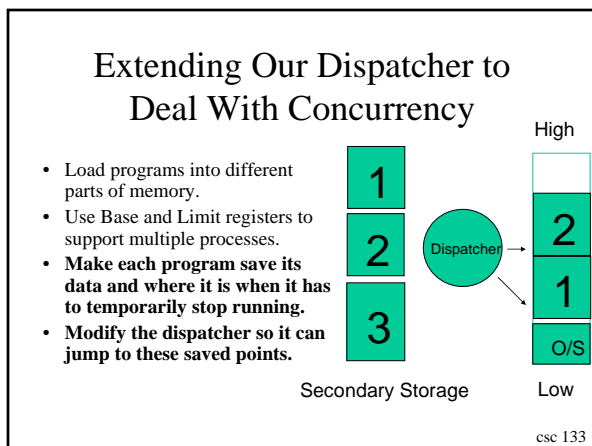 Extending Our Dispatcher to
Deal With Concurrency
• Load programs into different
parts of memory.
• Use Base and Limit registers to
support multiple processes.
• Make each program save its
data and where it is when it has
to temporarily stop running.
• Modify the dispatcher so it can
jump to these saved points.
1
2
3
Secondary Storage
Dispatcher
High
2
1
O/S
Low
csc 133